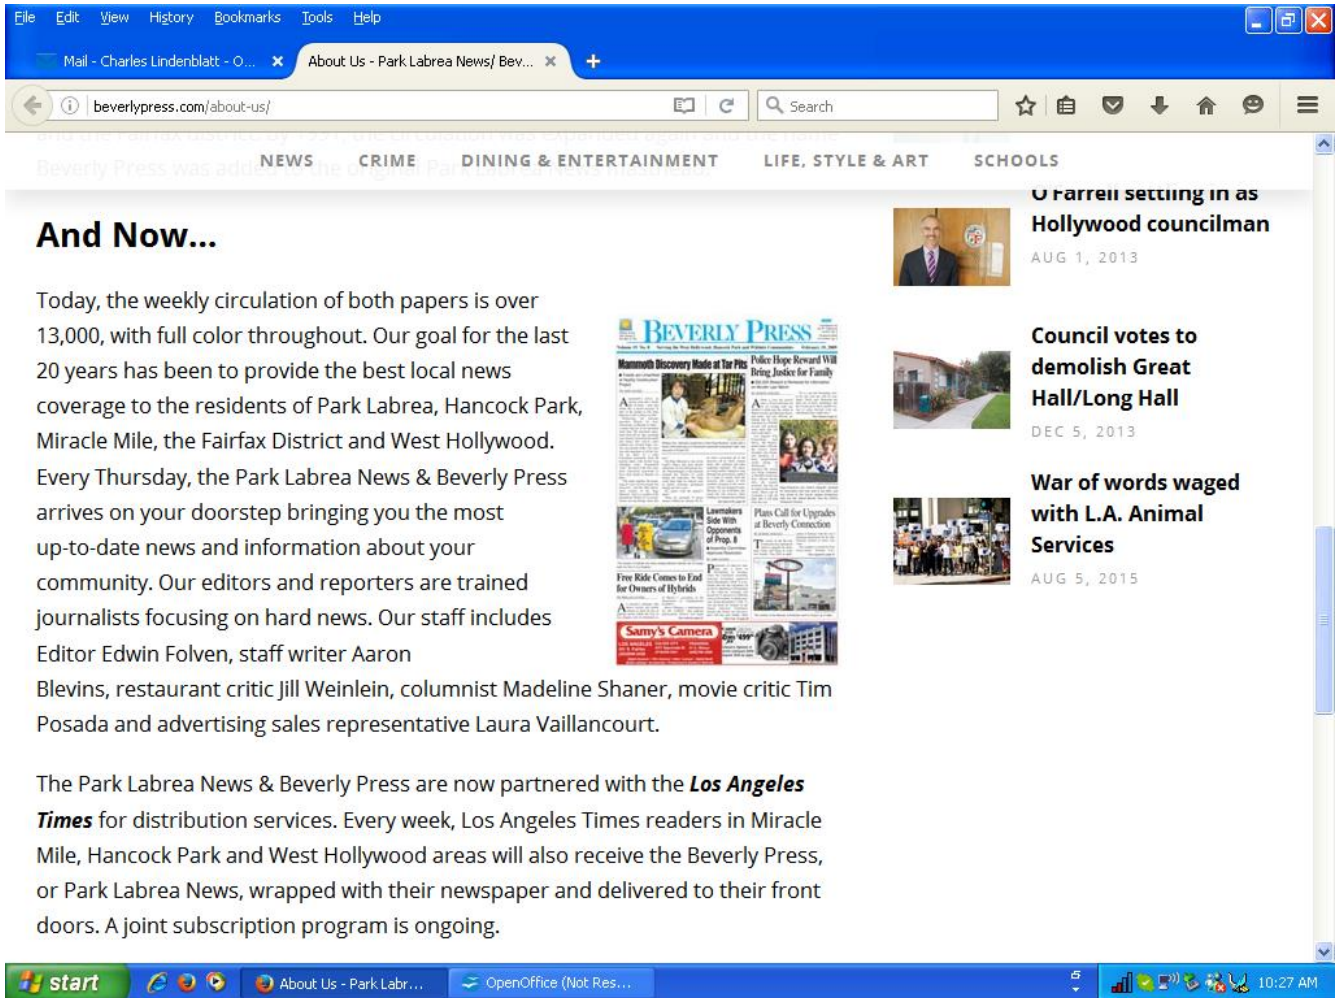 File Edit View History Bookmarks Tools Help
Mail - Charles Lindenblatt - O...
About Us - Park Labrea News/ Bev...
beverlypress.com/about-us/
Search
NEWS CRIME DINING & ENTERTAINMENT LIFE, STYLE & ART SCHOOLS
Beverly Press was added to the original Park Labrea News masthead.
And Now...
Today, the weekly circulation of both papers is over
13,000, with full color throughout. Our goal for the last
20 years has been to provide the best local news
coverage to the residents of Park Labrea, Hancock Park,
Miracle Mile, the Fairfax District and West Hollywood.
Every Thursday, the Park Labrea News & Beverly Press
arrives on your doorstep bringing you the most
up-to-date news and information about your
community. Our editors and reporters are trained
journalists focusing on hard news. Our staff includes
Editor Edwin Folven, staff writer Aaron
Blevins, restaurant critic Jill Weinlein, columnist Madeline Shaner, movie critic Tim
Posada and advertising sales representative Laura Vaillancourt.
The Park Labrea News & Beverly Press are now partnered with the Los Angeles
Times for distribution services. Every week, Los Angeles Times readers in Miracle
Mile, Hancock Park and West Hollywood areas will also receive the Beverly Press,
or Park Labrea News, wrapped with their newspaper and delivered to their front
doors. A joint subscription program is ongoing.
BEVERLY PRESS
Mammoth Discovery Made at Tar Pits
Police Hope Reward Will
Bring Justice for Family
Lawmakers
Side With
Opponents
of Prop. 8
Plans Call for Upgrades
at Beverly Connection
Free Ride Comes to End
for Owners of Hybrids
Samy's Camera
O'Farrell settling in as
Hollywood councilman
AUG 1, 2013
Council votes to
demolish Great
Hall/Long Hall
DEC 5, 2013
War of words waged
with L.A. Animal
Services
AUG 5, 2015
start
About Us - Park Labr...
OpenOffice (Not Res...
10:27 AM